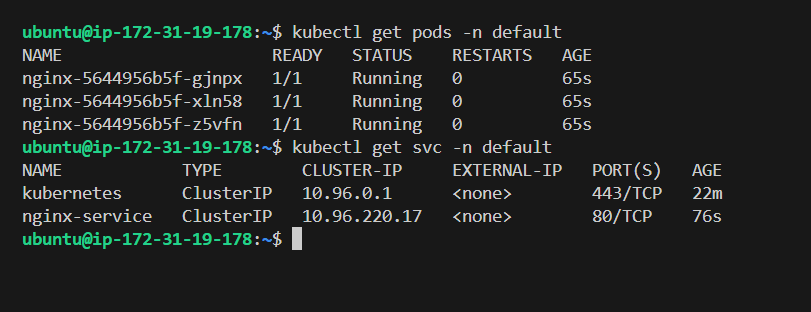 ubuntu@ip-172-31-19-178:~$ kubectl get pods -n default
NAME                     READY   STATUS    RESTARTS   AGE
nginx-5644956b5f-gjnpx   1/1     Running   0          65s
nginx-5644956b5f-xln58   1/1     Running   0          65s
nginx-5644956b5f-z5vfn   1/1     Running   0          65s
ubuntu@ip-172-31-19-178:~$ kubectl get svc -n default
NAME            TYPE        CLUSTER-IP      EXTERNAL-IP   PORT(S)   AGE
kubernetes      ClusterIP   10.96.0.1       <none>        443/TCP   22m
nginx-service   ClusterIP   10.96.220.17    <none>        80/TCP    76s
ubuntu@ip-172-31-19-178:~$